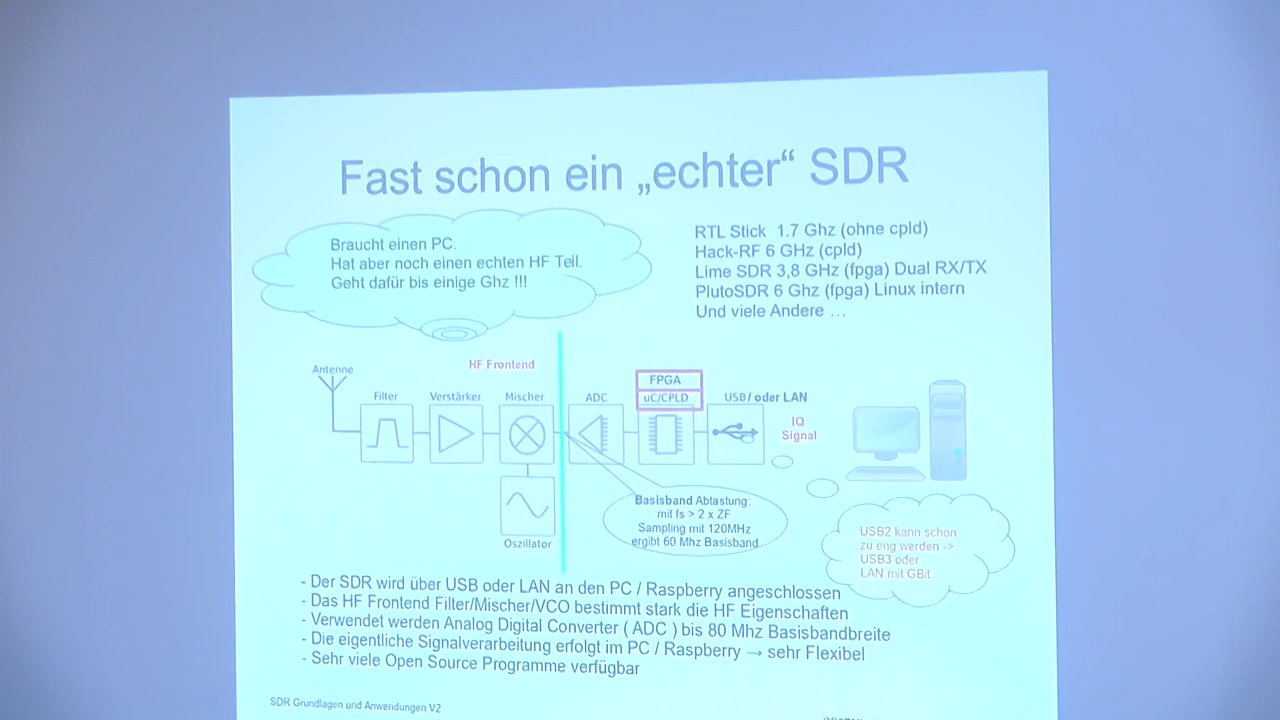 Fast schon ein „echter“ SDR
Braucht einen PC.
Hat aber noch einen echten HF Teil.
Geht dafür bis einige Ghz !!!
RTL Stick 1.7 Ghz (ohne cpld)
Hack-RF 6 GHz (cpld)
Lime SDR 3,8 GHz (fpga) Dual RX/TX
PlutoSDR 6 Ghz (fpga) Linux intern
Und viele Andere …
HF Frontend
Antenne
Filter
Verstärker
Mischer
ADC
FPGA
uC/CPLD
USB/ oder LAN
IQ
Signal
Oszillator
Basisband Abtastung:
mit fs > 2 x ZF
Sampling mit 120MHz
ergibt 60 Mhz Basisband
USB2 kann schon
zu eng werden ->
USB3 oder
LAN mit GBit
- Der SDR wird über USB oder LAN an den PC / Raspberry angeschlossen
- Das HF Frontend Filter/Mischer/VCO bestimmt stark die HF Eigenschaften
- Verwendet werden Analog Digital Converter ( ADC ) bis 80 Mhz Basisbandbreite
- Die eigentliche Signalverarbeitung erfolgt im PC / Raspberry → sehr Flexibel
- Sehr viele Open Source Programme verfügbar
SDR Grundlagen und Anwendungen V2